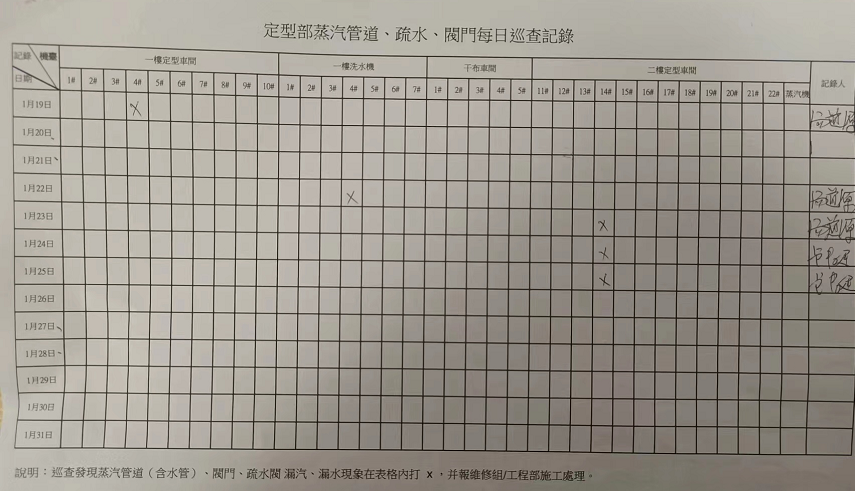 定型部蒸汽管道、疏水、閥門每日巡查記錄
記錄 機臺 一樓定型車間 一樓洗水機 干布車間 二樓定型車間 記錄人
日期 1# 2# 3# 4# 5# 6# 7# 8# 9# 10# 1# 2# 3# 4# 5# 6# 7# 1# 2# 3# 4# 5# 11# 12# 13# 14# 15# 16# 17# 18# 19# 20# 21# 22# 蒸汽機
1月19日 x
1月20日
1月21日
1月22日 x
1月23日 x
1月24日 x
1月25日 x
1月26日
1月27日
1月28日
1月29日
1月30日
1月31日
說明：巡查發現蒸汽管道（含水管）、閥門、疏水閥 漏汽、漏水現象在表格內打 x ，并報維修組/工程部施工處理。